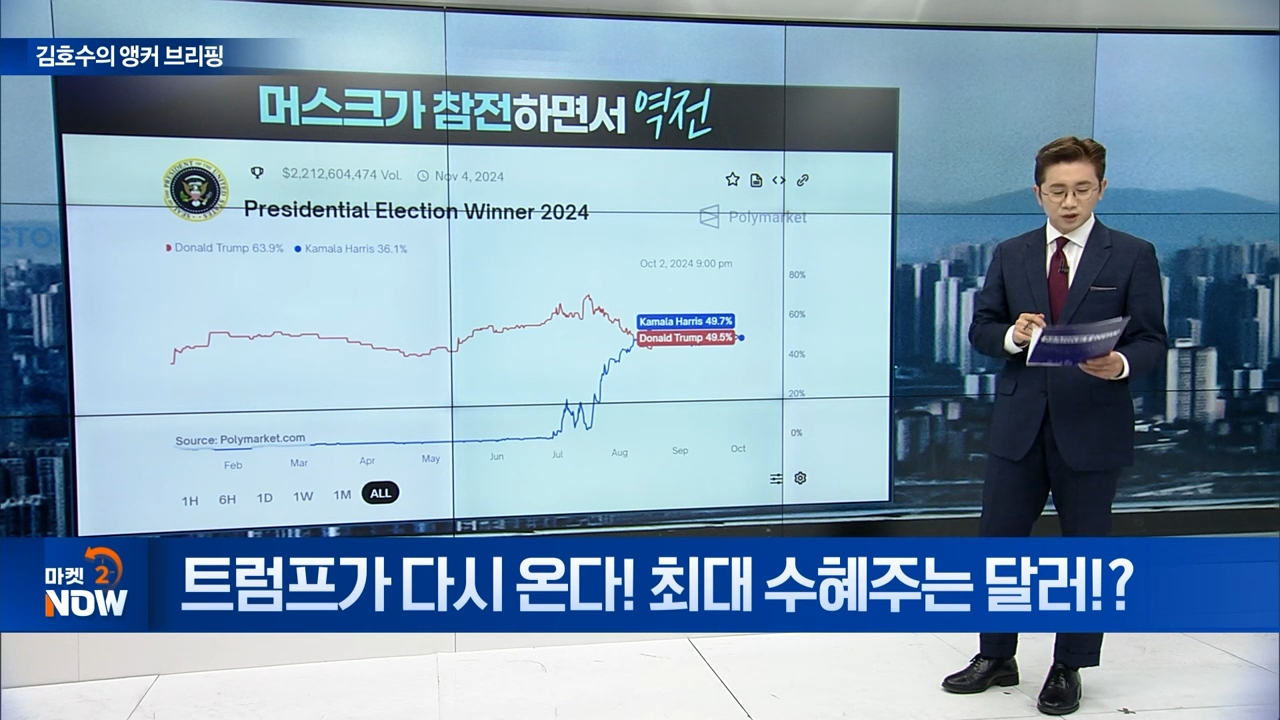 김호수의 앵커 브리핑
머스크가 참전하면서 역전
$2,212,604,474 Vol. Nov 4, 2024
Presidential Election Winner 2024
Polymarket
Donald Trump 63.9% Kamala Harris 36.1%
Oct 2, 2024 9:00 pm
80%
60%
Kamala Harris 49.7%
Donald Trump 49.5%
40%
20%
0%
Source: Polymarket.com
Feb Mar Apr May Jun Jul Aug Sep Oct
1H 6H 1D 1W 1M ALL
마켓 2
NOW
트럼프가 다시 온다! 최대 수혜주는 달러!?